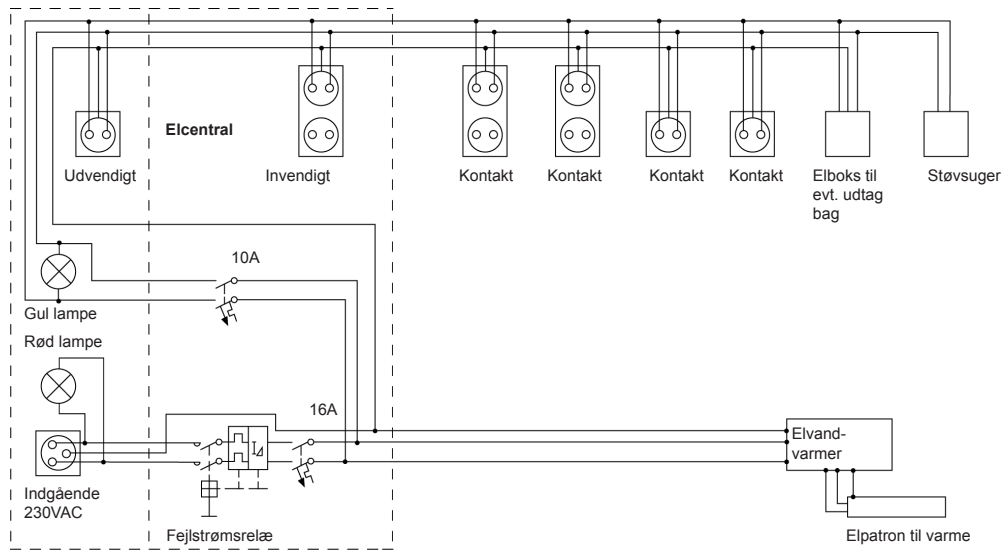 Elcentral
Udvendigt
Invendigt
Kontakt
Kontakt
Kontakt
Kontakt
Elboks til
evt. udtag
bag
Støvsuger
10A
Gul lampe
Rød lampe
16A
Elvand-
varmer
Indgående
230VAC
Fejlstrømsrelæ
Elpatron til varme